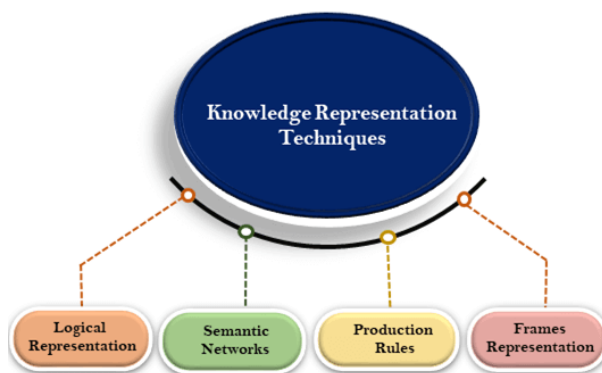 Knowledge Representation
Techniques
Logical
Representation
Semantic
Networks
Production
Rules
Frames
Representation